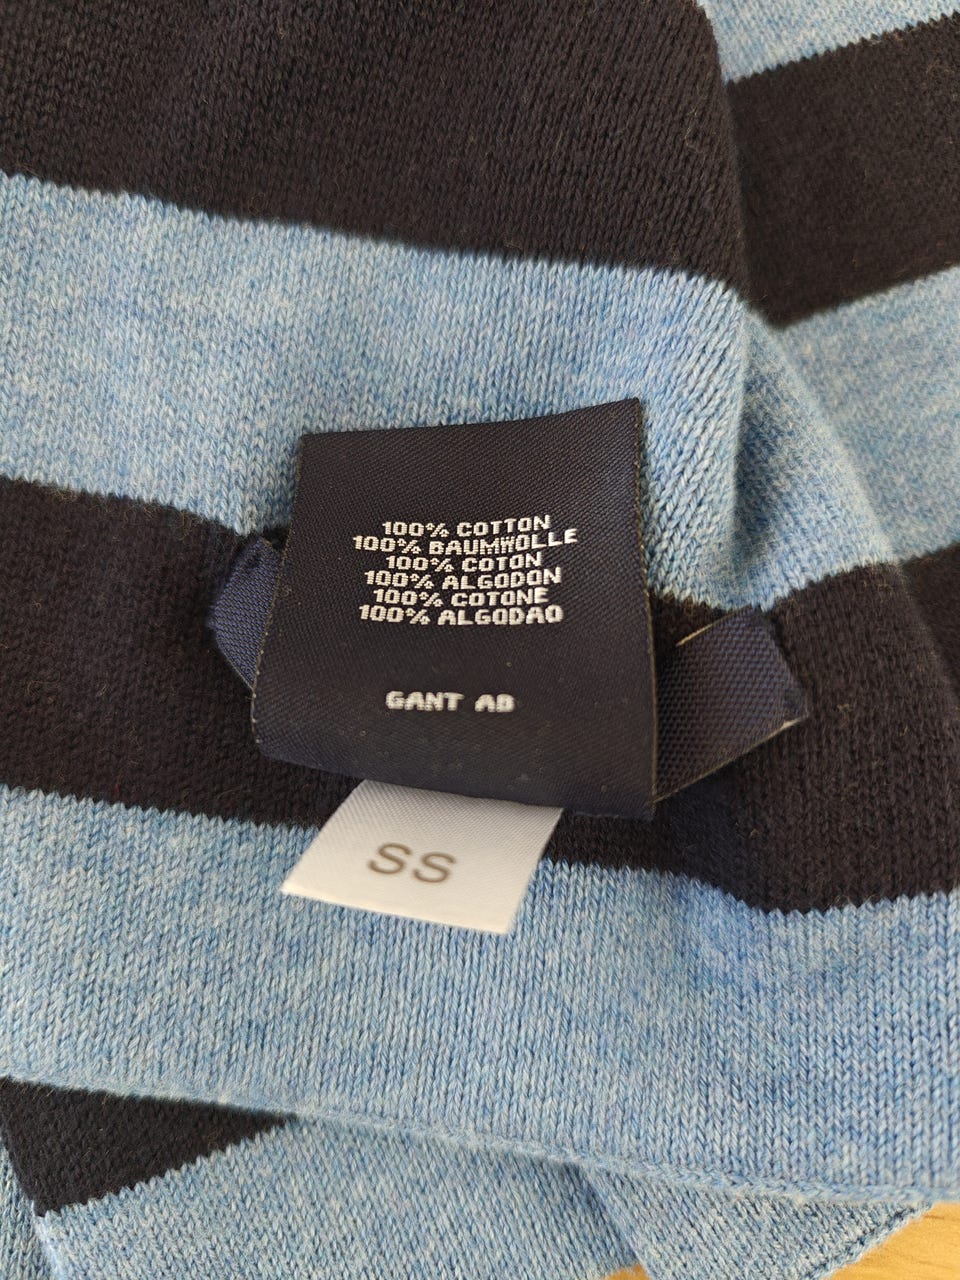 100% COTTON
100% BAUMWOLLE
100% COTON
100% ALGODON
100% COTONE
100% ALGODAO
GANT AB
SS